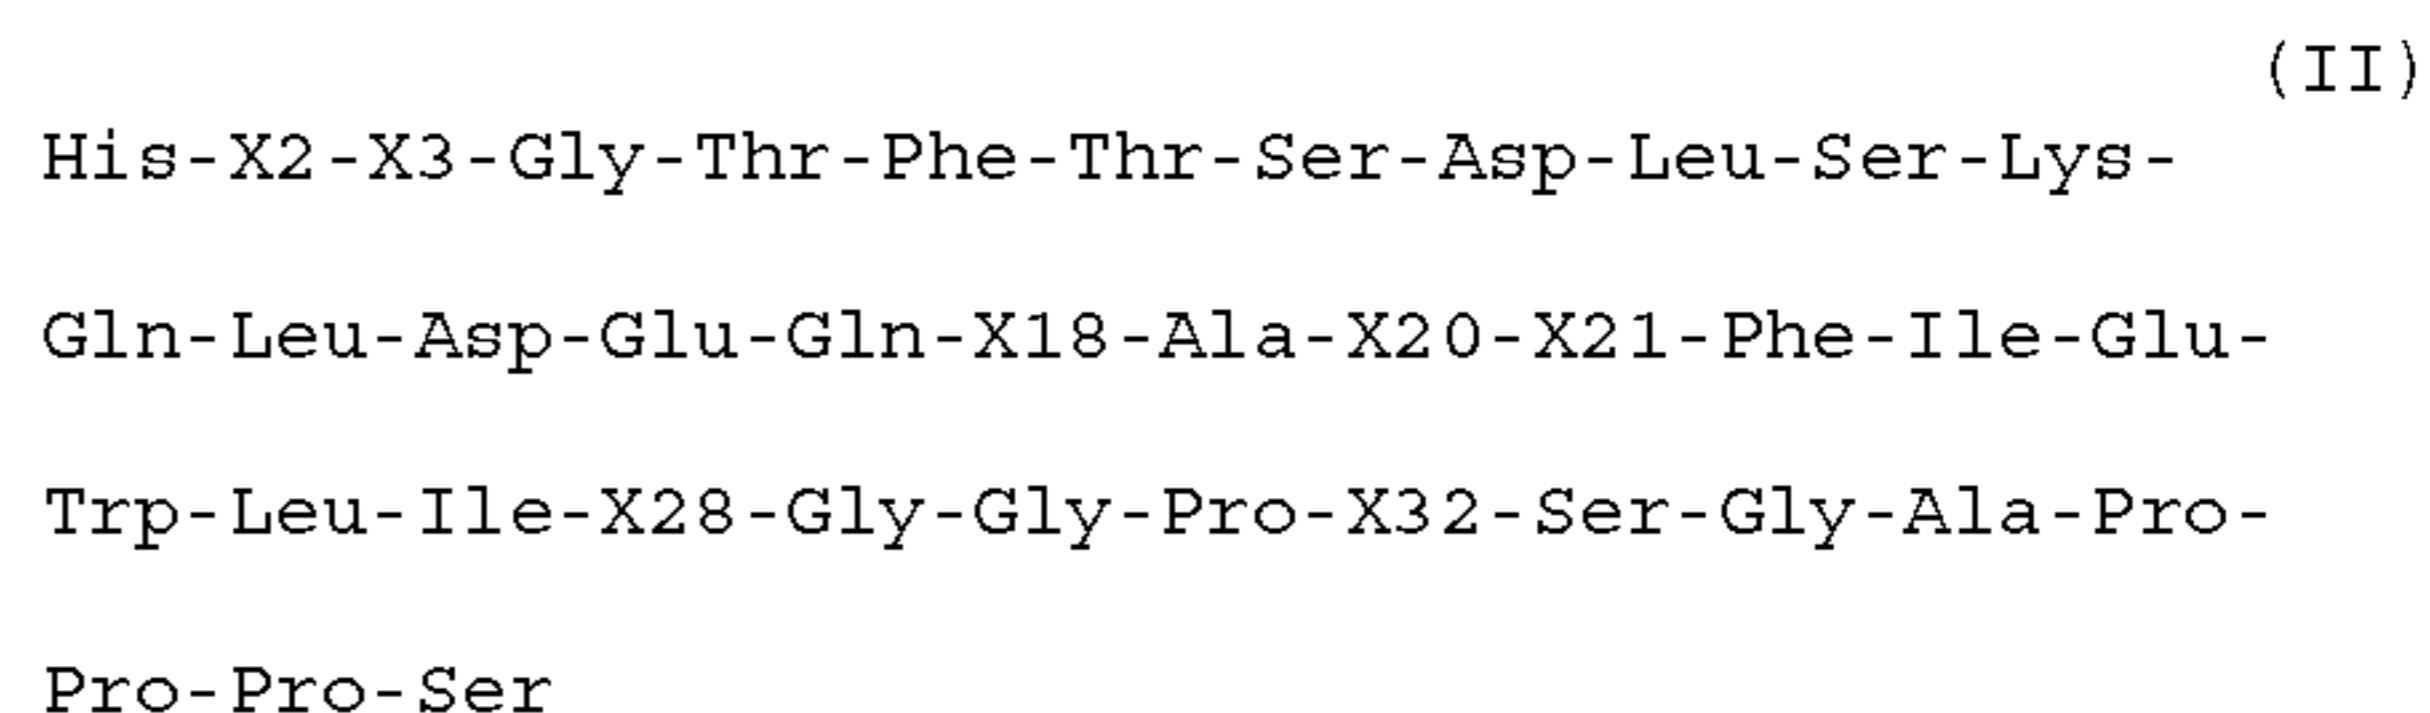 (II)
His-X2-X3-Gly-Thr-Phe-Thr-Ser-Asp-Leu-Ser-Lys-
Gln-Leu-Asp-Glu-Gln-X18-Ala-X20-X21-Phe-Ile-Glu-
Trp-Leu-Ile-X28-Gly-Gly-Pro-X32-Ser-Gly-Ala-Pro-
Pro-Pro-Ser